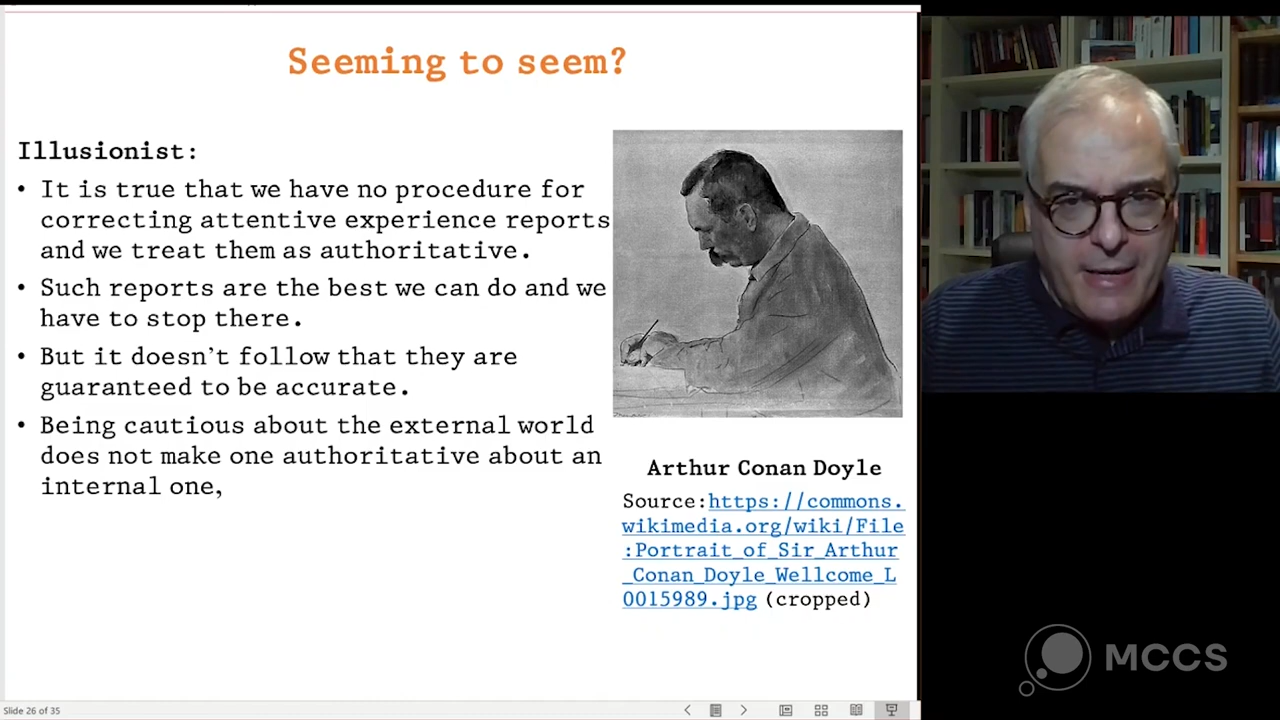 Seeming to seem?
Illusionist:
• It is true that we have no procedure for
correcting attentive experience reports
and we treat them as authoritative.
• Such reports are the best we can do and we
have to stop there.
• But it doesn’t follow that they are
guaranteed to be accurate.
• Being cautious about the external world
does not make one authoritative about an
internal one,
Arthur Conan Doyle
Source:https://commons.
wikimedia.org/wiki/File
:Portrait_of_Sir_Arthur
_Conan_Doyle_Wellcome_L
0015989.jpg (cropped)
MCCS
Slide 26 of 35